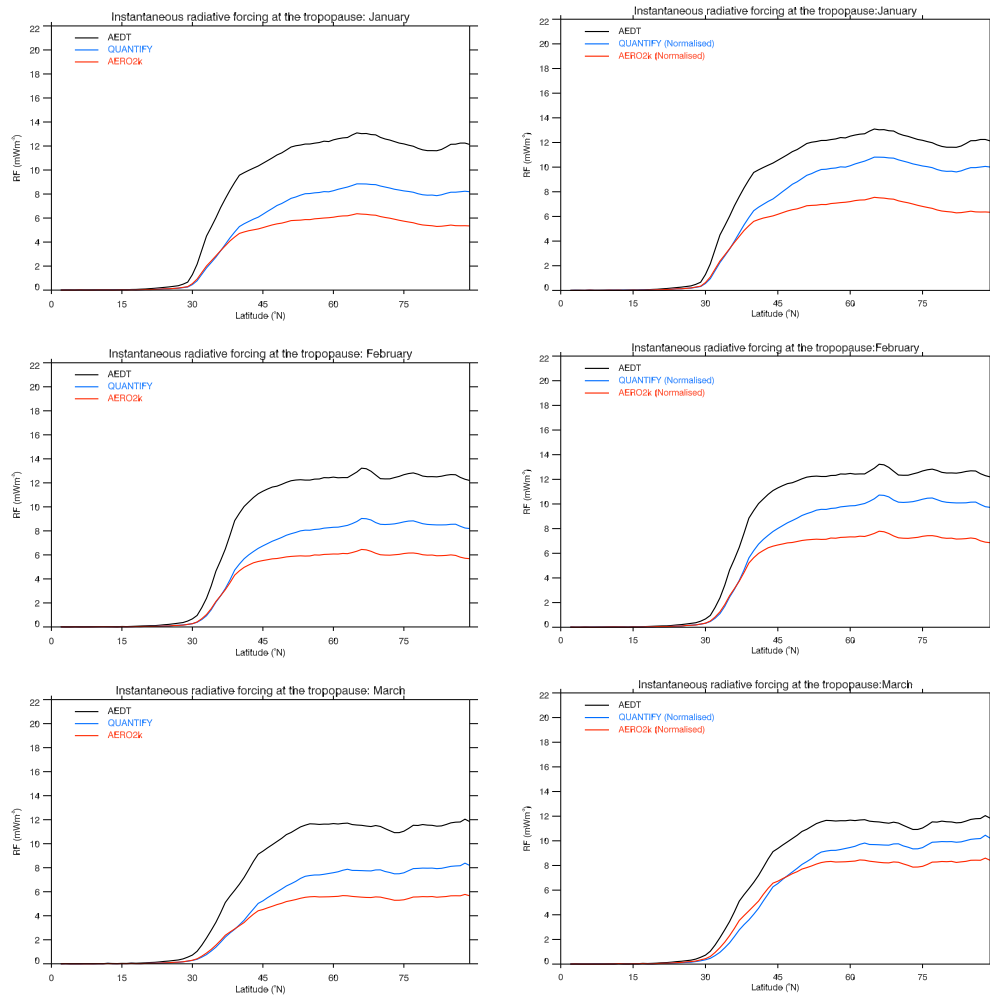 Instantaneous radiative forcing at the tropopause: January
22
20
18
16
14
12
10
8
6
4
2
0
RF (mWm⁻²)
AEDT
QUANTIFY
AERO2k
0 15 30 45 60 75
Latitude (°N)
Instantaneous radiative forcing at the tropopause:January
22
20
18
16
14
12
10
8
6
4
2
0
RF (mWm⁻²)
AEDT
QUANTIFY (Normalised)
AERO2k (Normalised)
0 15 30 45 60 75
Latitude (°N)
Instantaneous radiative forcing at the tropopause: February
22
20
18
16
14
12
10
8
6
4
2
0
RF (mWm⁻²)
AEDT
QUANTIFY
AERO2k
0 15 30 45 60 75
Latitude (°N)
Instantaneous radiative forcing at the tropopause:February
22
20
18
16
14
12
10
8
6
4
2
0
RF (mWm⁻²)
AEDT
QUANTIFY (Normalised)
AERO2k (Normalised)
0 15 30 45 60 75
Latitude (°N)
Instantaneous radiative forcing at the tropopause: March
22
20
18
16
14
12
10
8
6
4
2
0
RF (mWm⁻²)
AEDT
QUANTIFY
AERO2k
0 15 30 45 60 75
Latitude (°N)
Instantaneous radiative forcing at the tropopause:March
22
20
18
16
14
12
10
8
6
4
2
0
RF (mWm⁻²)
AEDT
QUANTIFY (Normalised)
AERO2k (Normalised)
0 15 30 45 60 75
Latitude (°N)